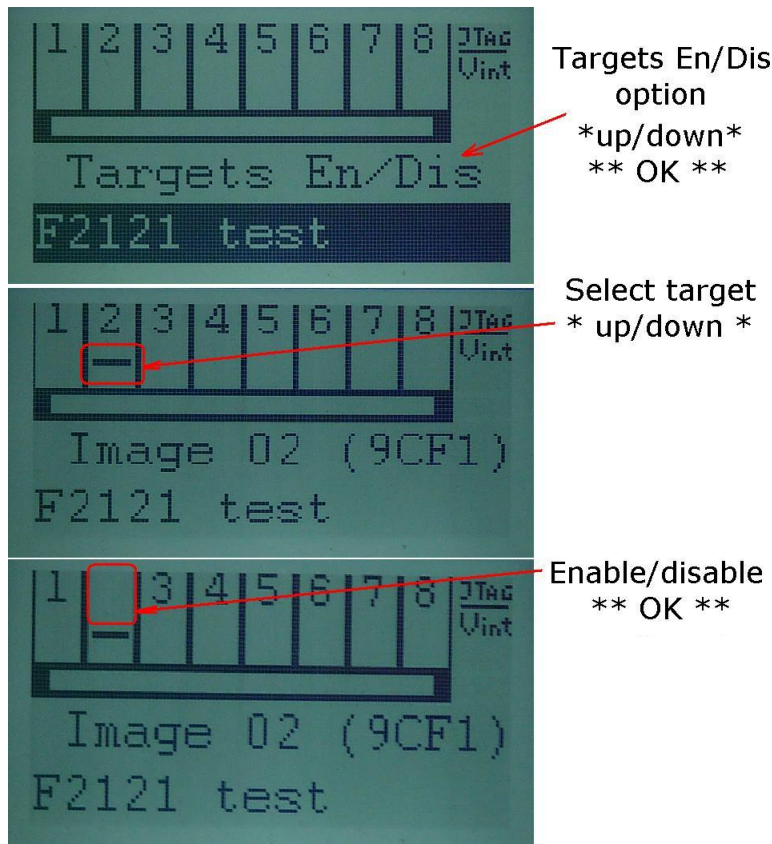 1 2 3 4 5 6 7 8 JTAG
Vint
Targets En/Dis
F2121 test
Targets En/Dis
option
*up/down*
** OK **
1 2 3 4 5 6 7 8 JTAG
Vint
Image 02 (9CF1)
F2121 test
Select target
* up/down *
1 3 4 5 6 7 8 JTAG
Vint
Image 02 (9CF1)
F2121 test
Enable/disable
** OK **